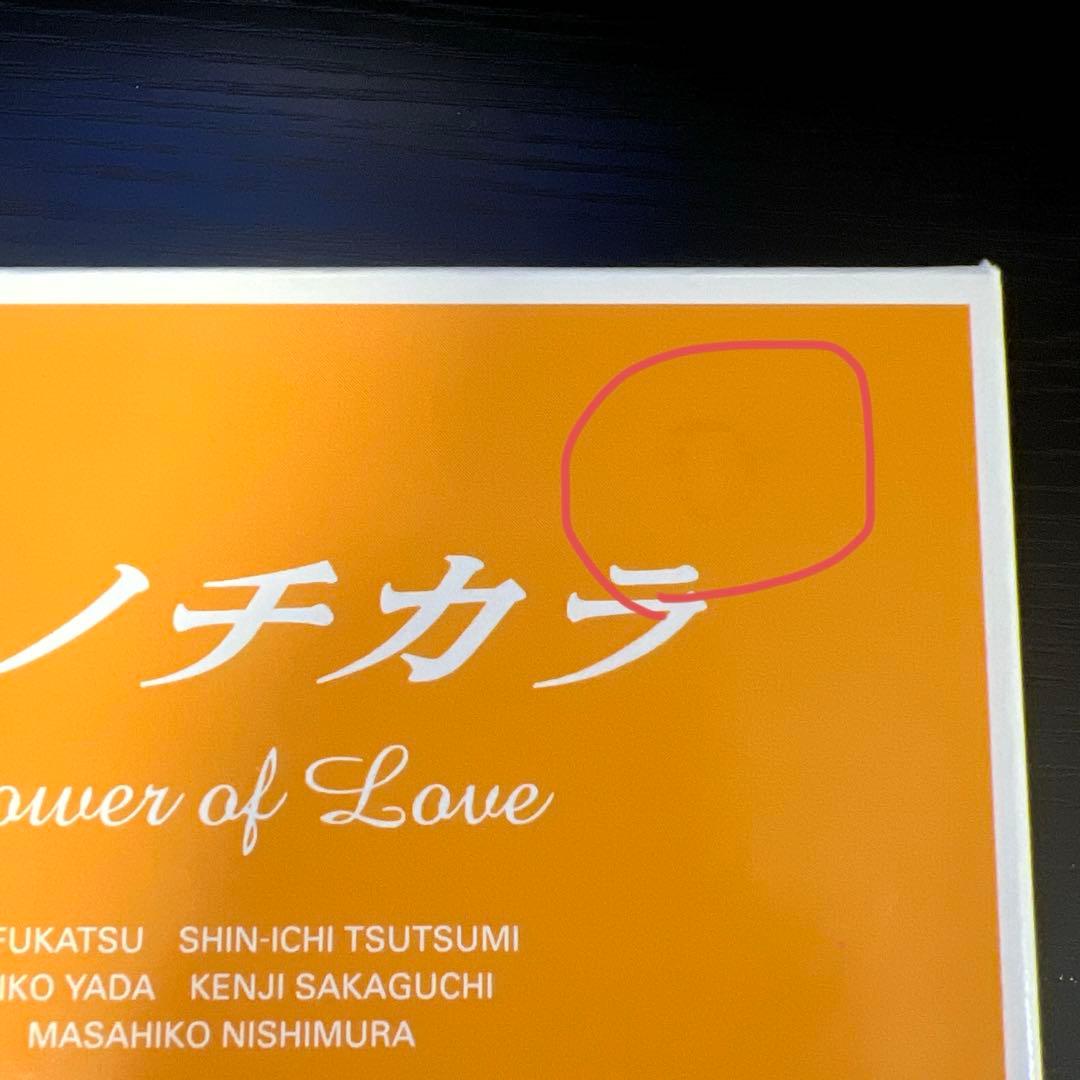 ノチカラ
ower of Love
FUKATSU SHIN-ICHI TSUTSUMI
IKO YADA KENJI SAKAGUCHI
MASAHIKO NISHIMURA